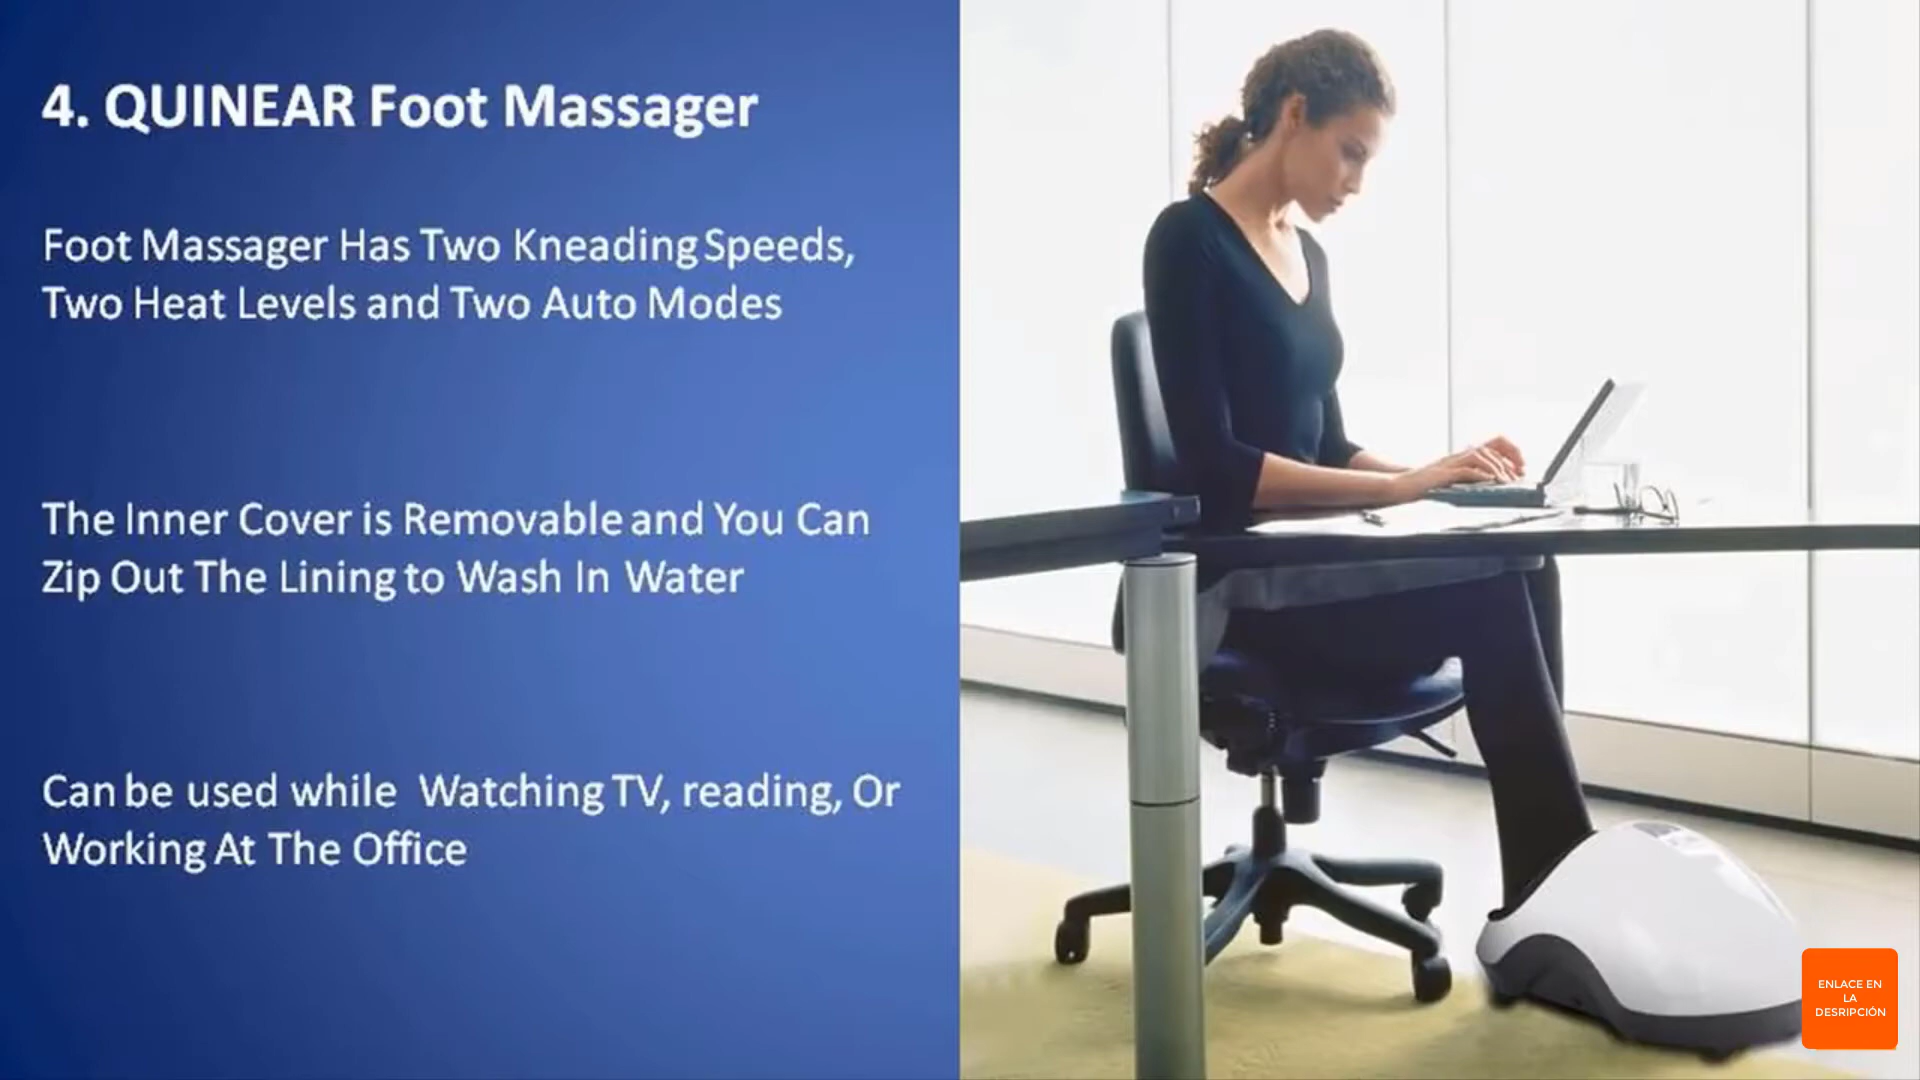 4. QUINEAR Foot Massager
Foot Massager Has Two Kneading Speeds,
Two Heat Levels and Two Auto Modes
The Inner Cover is Removable and You Can
Zip Out The Lining to Wash In Water
Can be used while Watching TV, reading, Or
Working At The Office
ENLACE EN
LA
DESRIPCIÓN